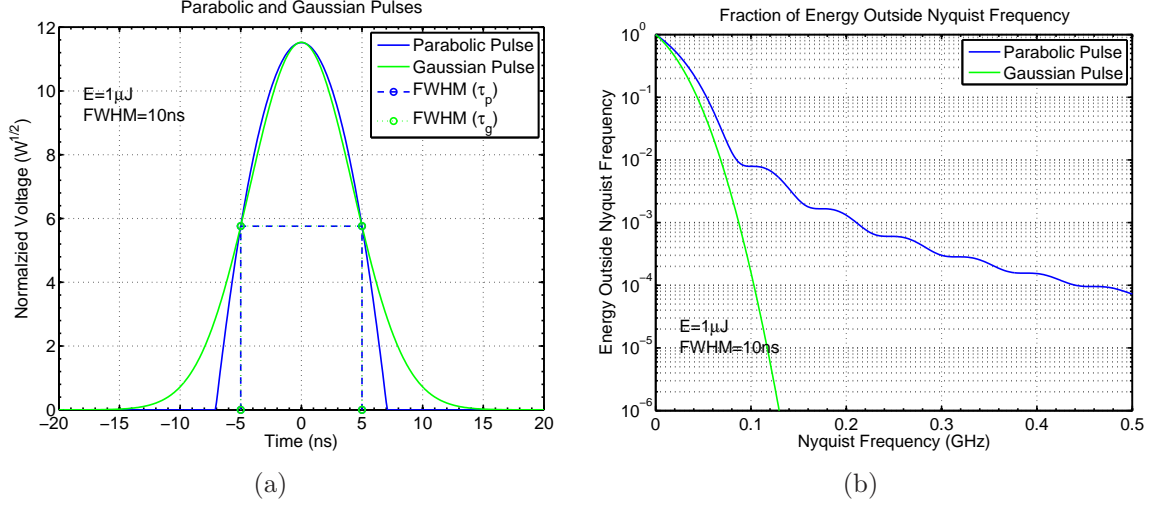 Parabolic and Gaussian Pulses
12
10
8
6
4
2
0
Normalzied Voltage (W1/2)
E=1μJ
FWHM=10ns
Parabolic Pulse
Gaussian Pulse
FWHM (τp)
FWHM (τg)
−20 −15 −10 −5 0 5 10 15 20
Time (ns)
(a)
Fraction of Energy Outside Nyquist Frequency
10^0
10^−1
10^−2
10^−3
10^−4
10^−5
10^−6
Energy Outside Nyquist Frequency
Parabolic Pulse
Gaussian Pulse
E=1μJ
FWHM=10ns
0 0.1 0.2 0.3 0.4 0.5
Nyquist Frequency (GHz)
(b)